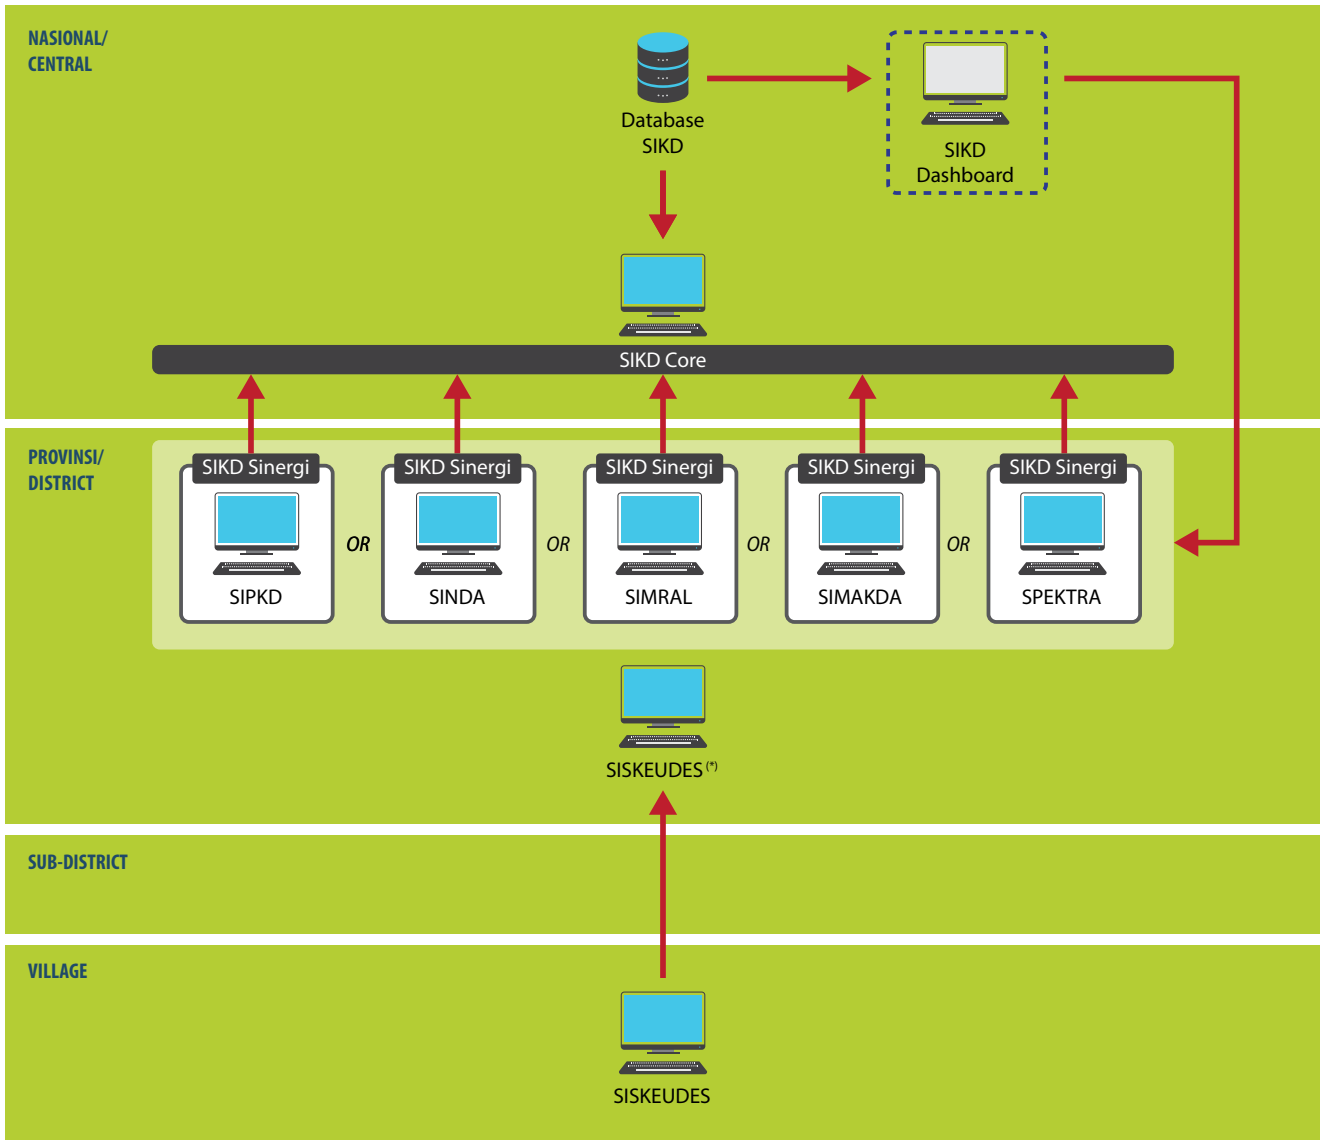 NASIONAL/
CENTRAL
Database
SIKD
SIKD
Dashboard
SIKD Core
PROVINSI/
DISTRICT
SIKD Sinergi
SIKD Sinergi
SIKD Sinergi
SIKD Sinergi
SIKD Sinergi
OR
OR
OR
OR
SIPKD
SINDA
SIMRAL
SIMAKDA
SPEKTRA
SISKEUDES (*)
SUB-DISTRICT
VILLAGE
SISKEUDES